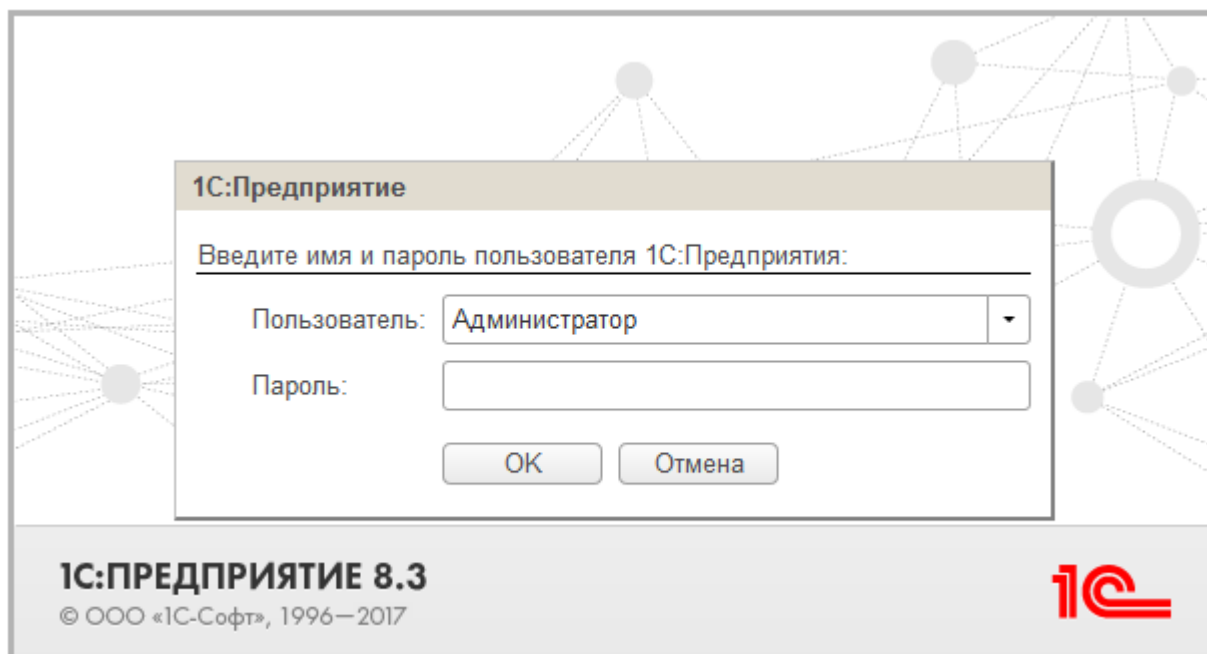 1С:Предприятие
Введите имя и пароль пользователя 1С:Предприятия:
Пользователь: Администратор
Пароль:
OK Отмена
1С:ПРЕДПРИЯТИЕ 8.3
© ООО «1С-Софт», 1996—2017
1С